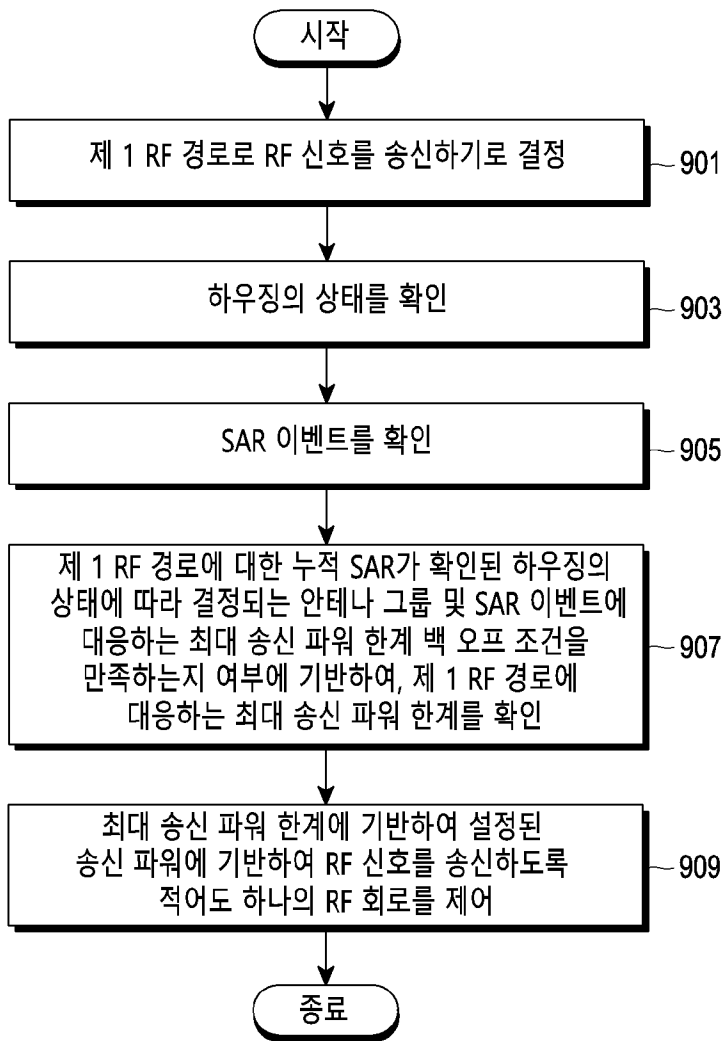 시작
제 1 RF 경로로 RF 신호를 송신하기로 결정
901
하우징의 상태를 확인
903
SAR 이벤트를 확인
905
제 1 RF 경로에 대한 누적 SAR가 확인된 하우징의
상태에 따라 결정되는 안테나 그룹 및 SAR 이벤트에
대응하는 최대 송신 파워 한계 백 오프 조건을
만족하는지 여부에 기반하여, 제 1 RF 경로에
대응하는 최대 송신 파워 한계를 확인
907
최대 송신 파워 한계에 기반하여 설정된
송신 파워에 기반하여 RF 신호를 송신하도록
적어도 하나의 RF 회로를 제어
909
종료